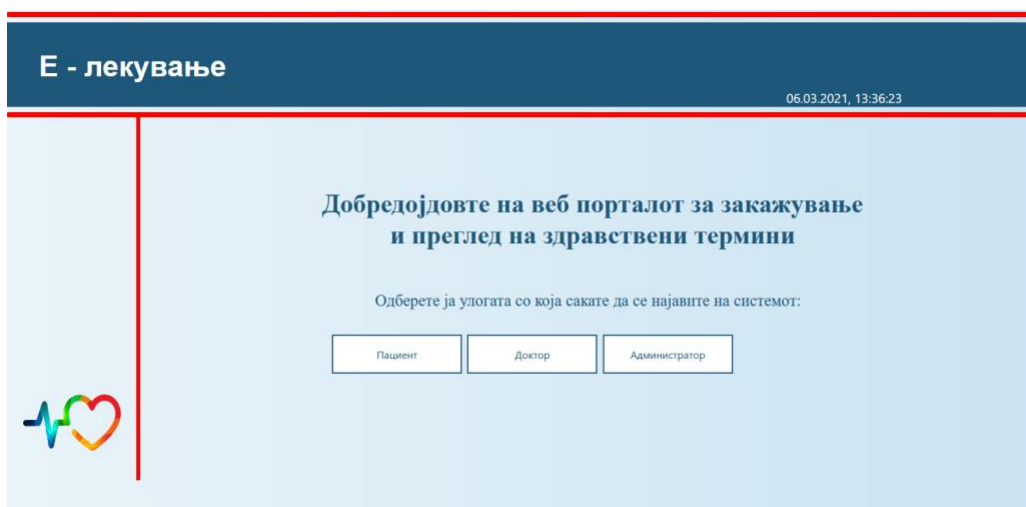 Е - лекување
06.03.2021, 13:36:23
Добредојдовте на веб порталот за закажување
и преглед на здравствени термини
Одберете ја улогата со која сакате да се најавите на системот:
Пациент
Доктор
Администратор